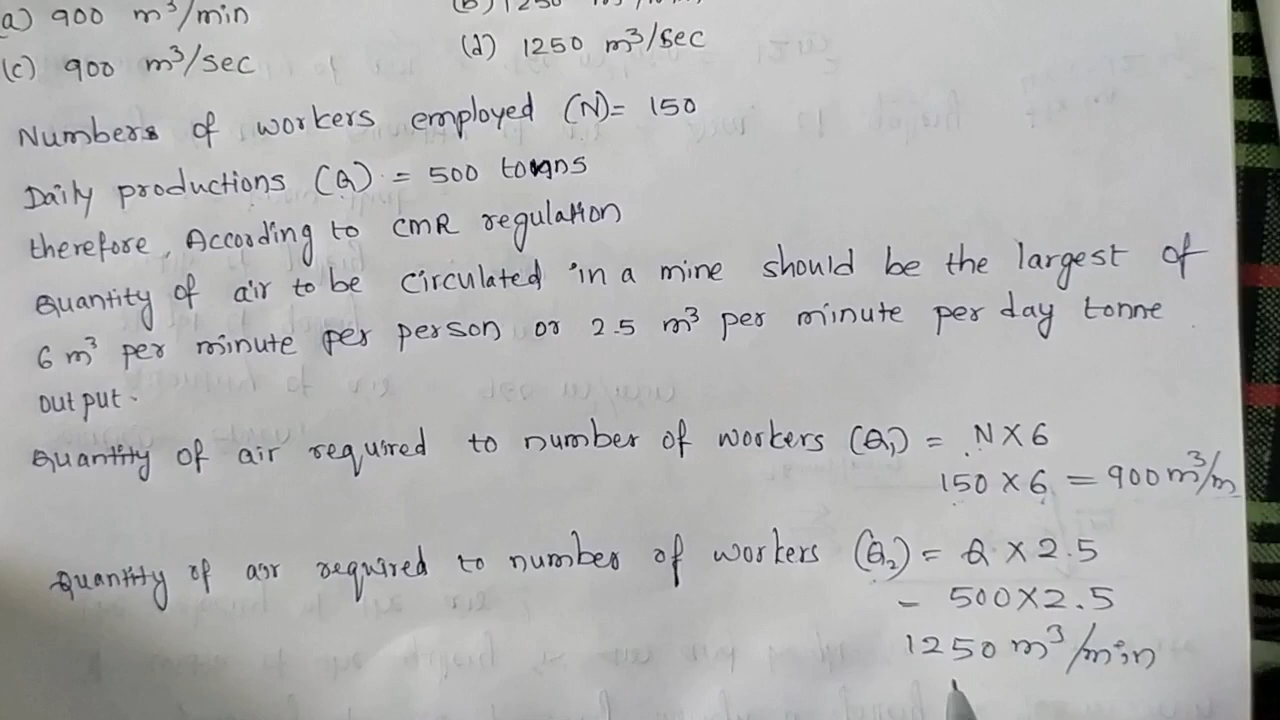 (a) 900 m³/min
(b) 1250 m³/min
(c) 900 m³/sec
(d) 1250 m³/sec
Numbers of workers employed (N)= 150
Daily productions (Q) = 500 tonns
therefore, According to CMR regulation
Quantity of air to be circulated in a mine should be the largest of
6 m³ per minute per person or 2.5 m³ per minute per day tonne
output.
Quantity of air required to number of workers (Q₁) = N X 6
150 X 6 = 900 m³/m
Quantity of air required to number of workers (Q₂) = Q X 2.5
- 500 X 2.5
1250 m³/min